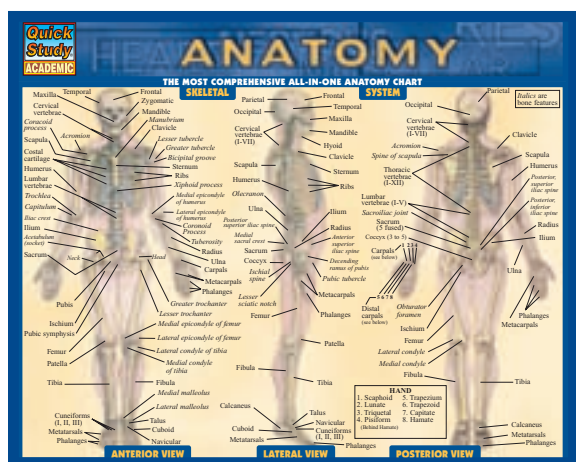 Quick
Study
ACADEMIC
ANATOMY
THE MOST COMPREHENSIVE ALL-IN-ONE ANATOMY CHART
SKELETAL
SYSTEM
Maxilla
Temporal
Cervical
vertebrae
Coracoid
process
Acromion
Scapula
Costal
cartilage
Humerus
Lumbar
vertebrae
Trochlea
Capitulum
Iliac crest
Ilium
Acetabulum
(socket)
Sacrum
Neck
Pubis
Ischium
Pubic symphysis
Femur
Patella
Tibia
Cuneiforms
(I, II, III)
Metatarsals
Phalanges
Frontal
Zygomatic
Mandible
Manubrium
Clavicle
Lesser tubercle
Greater tubercle
Bicipital groove
Sternum
Ribs
Xiphoid process
Medial epicondyle
of humerus
Lateral epicondyle
of humerus
Coronoid
Process
Tuberosity
Radius
Ulna
Carpals
Head
Metacarpals
Phalanges
Greater trochanter
Lesser trochanter
Medial epicondyle of femur
Lateral epicondyle of femur
Lateral condyle of tibia
Medial condyle
of tibia
Fibula
Medial malleolus
Lateral malleolus
Talus
Cuboid
Navicular
ANTERIOR VIEW
Parietal
Occipital
Cervical
vertebrae
(I-VII)
Scapula
Humerus
Olecranon
Ulna
Posterior
superior iliac spine
Medial
sacral crest
Sacrum
Coccyx
Ischial
spine
Lesser
sciatic notch
Femur
Fibula
Calcaneus
Cuboid
Metatarsals
Frontal
Temporal
Maxilla
Mandible
Hyoid
Clavicle
Sternum
Ribs
Ilium
Radius
Anterior
superior
iliac spine
Decending
ramus of pubis
Pubic tubercle
Metacarpals
Phalanges
Patella
Tibia
Talus
Navicular
Cuneiforms
(I, II, III)
Phalanges
LATERAL VIEW
Parietal
Italics are
bone features
Occipital
Cervical
vertebrae
(I-VII)
Acromion
Spine of scapula
Thoracic
vertebrae
(I-XII)
Lumbar
vertebrae (I-V)
Sacroiliac joint
Sacrum
(5 fused)
Coccyx (3 to 5)
Carpals
(see below)
1 2 3 4
5 6 7 8
Distal
carpals
(see below)
Obturator
foramen
Ischium
Femur
Lateral condyle
Medial condyle
Fibula
Clavicle
Scapula
Humerus
Posterior,
superior
iliac spine
Posterior,
inferior
iliac spine
Radius
Ilium
Ulna
Phalanges
Metacarpals
Tibia
HAND
1. Scaphoid 5. Trapezium
2. Lunate 6. Trapezoid
3. Triquetal 7. Capitate
4. Pisiform 8. Hamate
(Behind Hamate)
Calcaneus
Metatarsals
Phalanges
POSTERIOR VIEW